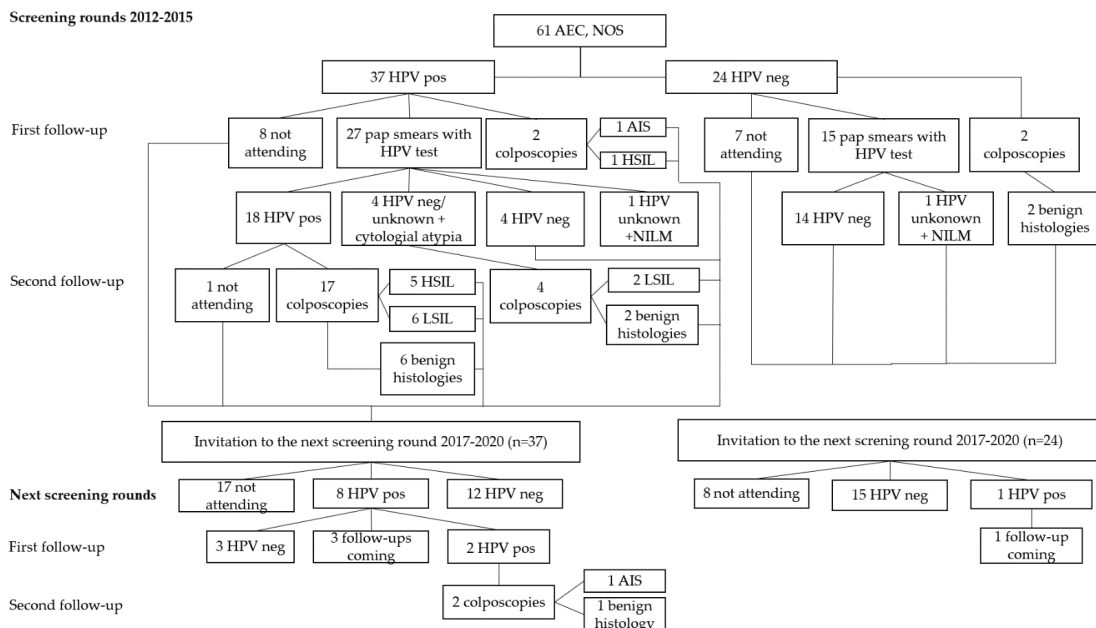 Screening rounds 2012-2015
61 AEC, NOS
37 HPV pos
24 HPV neg
First follow-up
8 not
attending
27 pap smears with
HPV test
2
colposcopies
1 AIS
1 HSIL
7 not
attending
15 pap smears with
HPV test
2
colposcopies
18 HPV pos
4 HPV neg/
unknown +
cytologial atypia
4 HPV neg
1 HPV
unknown
+NILM
14 HPV neg
1 HPV
unkonown
+ NILM
2 benign
histologies
Second follow-up
1 not
attending
17
colposcopies
5 HSIL
6 LSIL
6 benign
histologies
4
colposcopies
2 LSIL
2 benign
histologies
Invitation to the next screening round 2017-2020 (n=37)
Invitation to the next screning round 2017-2020 (n=24)
Next screening rounds
17 not
attending
8 HPV pos
12 HPV neg
8 not attending
15 HPV neg
1 HPV pos
First follow-up
3 HPV neg
3 follow-ups
coming
2 HPV pos
1 follow-up
coming
Second follow-up
2 colposcopies
1 AIS
1 benign
histology